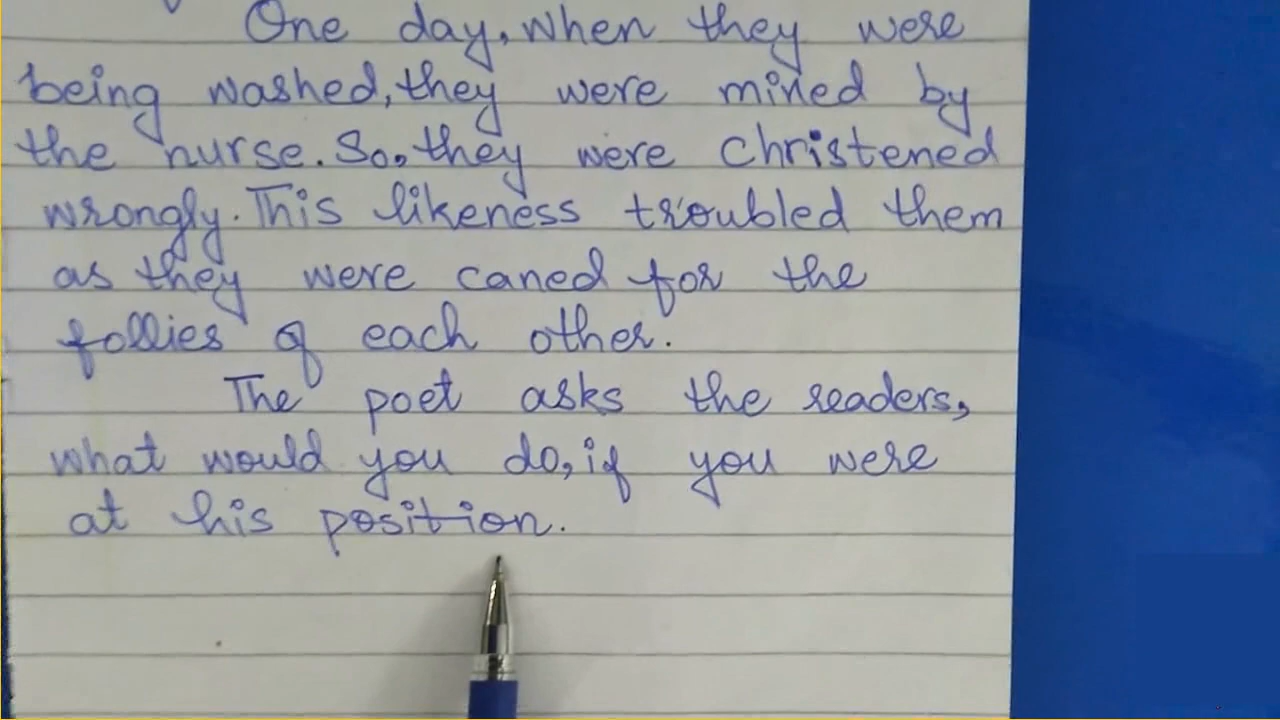 One day, when they were
being washed, they were mixed by
the nurse. So, they were christened
wrongly. This likeness troubled them
as they were caned for the
follies of each other.
The poet asks the readers,
what would you do, if you were
at his position.